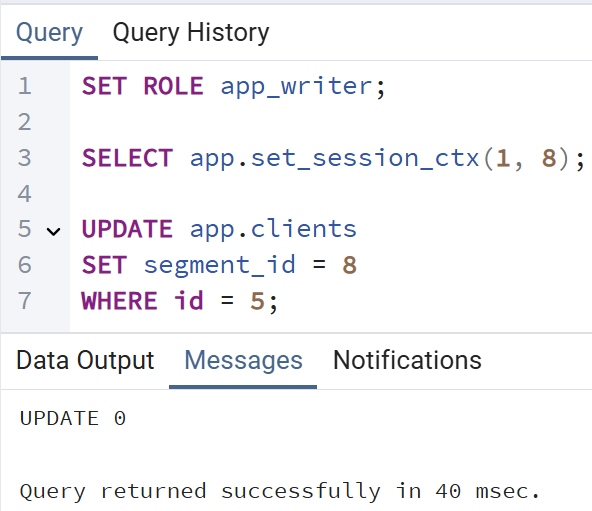 Query Query History
1 SET ROLE app_writer;
2
3 SELECT app.set_session_ctx(1, 8);
4
5 UPDATE app.clients
6 SET segment_id = 8
7 WHERE id = 5;
Data Output Messages Notifications
UPDATE 0
Query returned successfully in 40 msec.